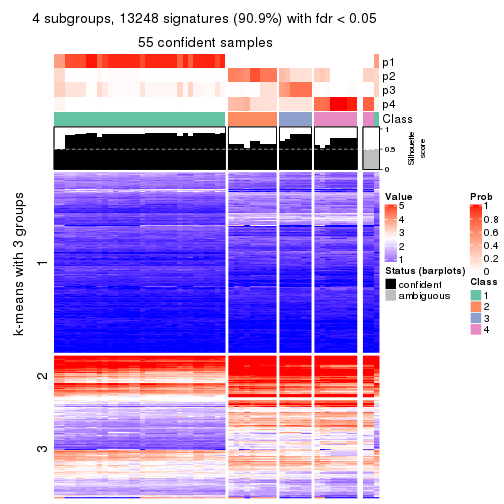 4 subgroups, 13248 signatures (90.9%) with fdr < 0.05
55 confident samples
p1
p2
p3
p4
Class
1
0.5
0
Silhouette
score
k-means with 3 groups
1
2
3
Value
5
4
3
2
1
Status (barplots)
confident
ambiguous
Prob
1
0.8
0.6
0.4
0.2
0
Class
1
2
3
4